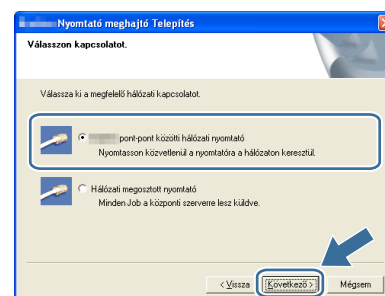 Nyomtató meghajtó Telepítés
Válasszon kapcsolatot.
Válassza ki a megfelelő hálózati kapcsolatot.
pont-pont közötti hálózati nyomtató
Nyomtasson közvetlenül a nyomtatóra a hálózaton keresztül.
Hálózati megosztott nyomtató
Minden Job a központi szerverre lesz küldve.
< Vissza Következő > Mégsem